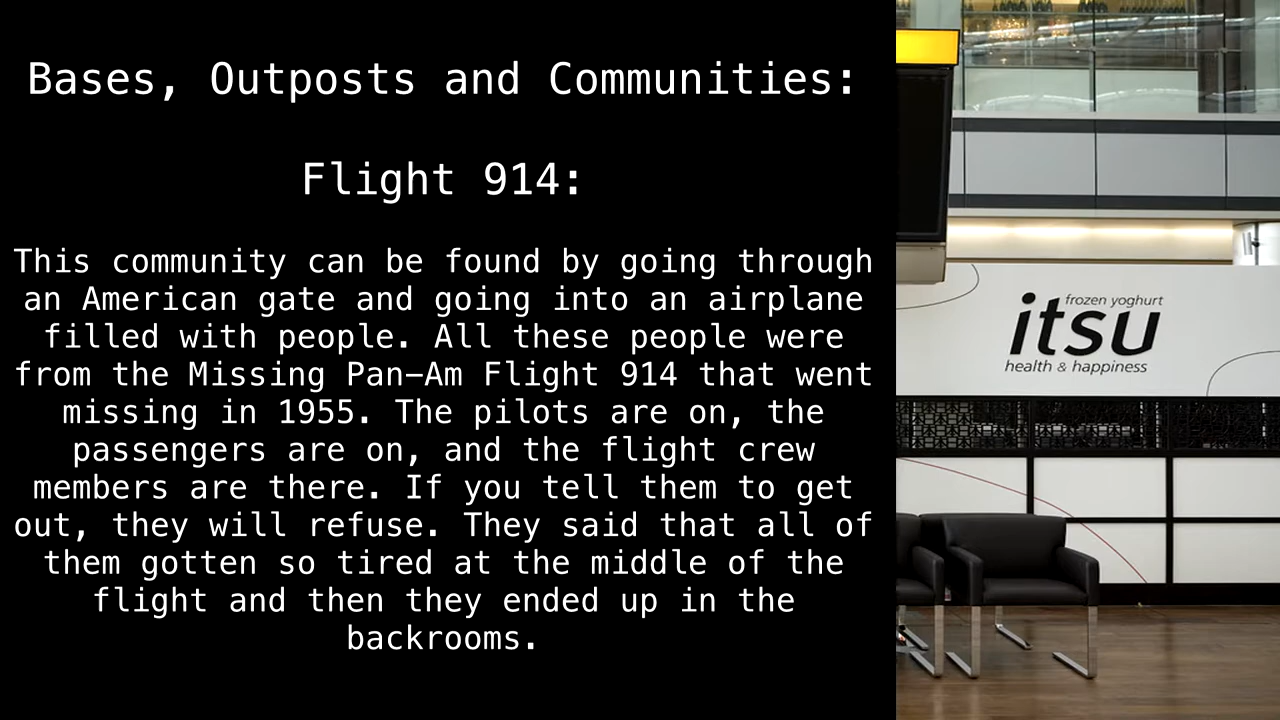 Bases, Outposts and Communities:
Flight 914:
This community can be found by going through
an American gate and going into an airplane
filled with people. All these people were
from the Missing Pan-Am Flight 914 that went
missing in 1955. The pilots are on, the
passengers are on, and the flight crew
members are there. If you tell them to get
out, they will refuse. They said that all of
them gotten so tired at the middle of the
flight and then they ended up in the
backrooms.
frozen yoghurt
itsu
health & happiness